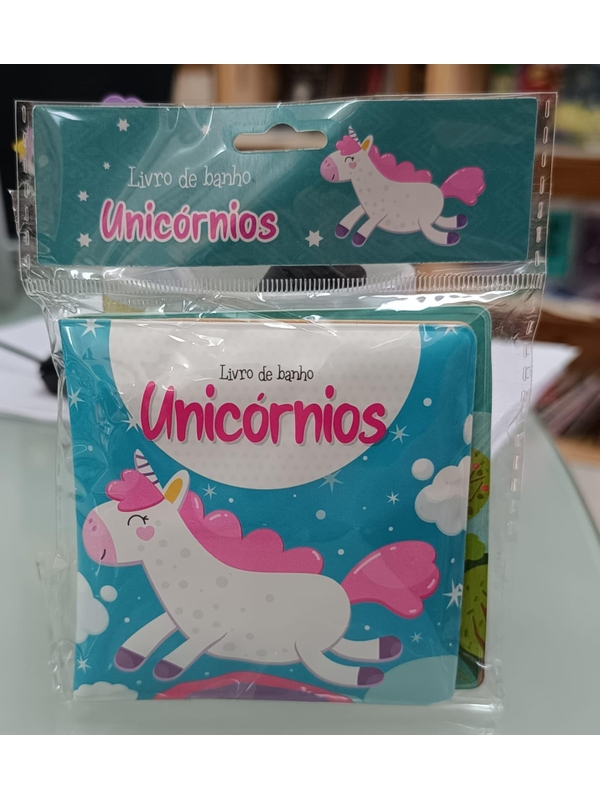 Livro de banho
Unicórnios
Livro de banho
Unicórnios